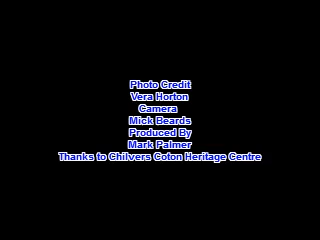 Photo Credit
Vera Horton
Camera
Mick Beards
Produced By
Mark Palmer
Thanks to Chilvers Coton Heritage Centre